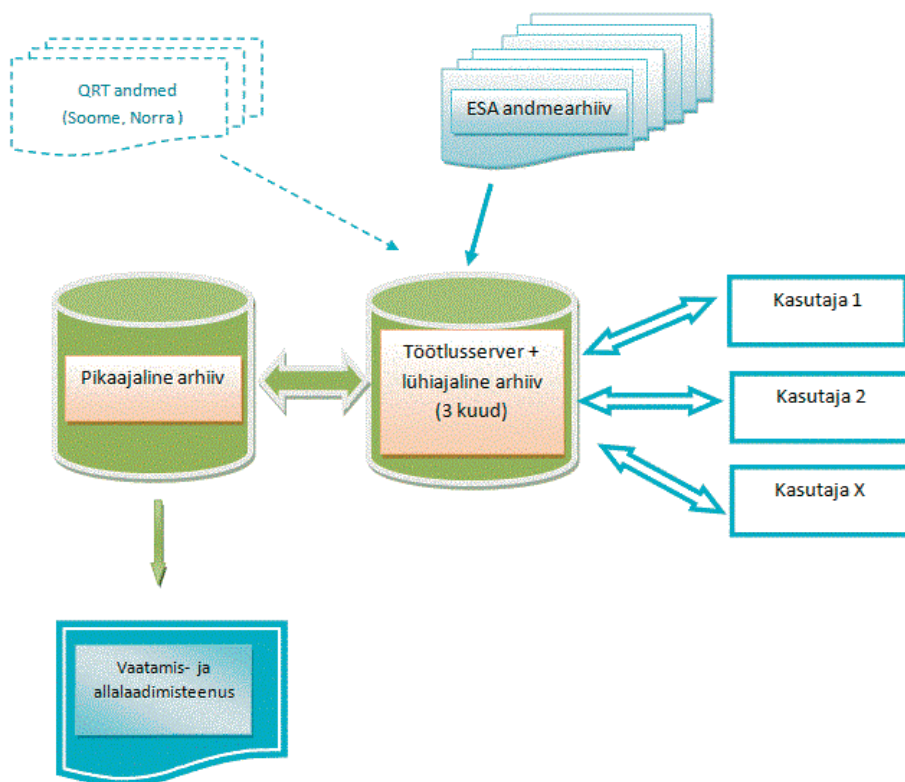 QRT andmed
(Soome, Norra )
ESA andmearhiiv
Pikaajaline arhiiv
Töötlusserver +
lühiajaline arhiiv
(3 kuud)
Kasutaja 1
Kasutaja 2
Kasutaja X
Vaatamis- ja
allalaadimisteenus